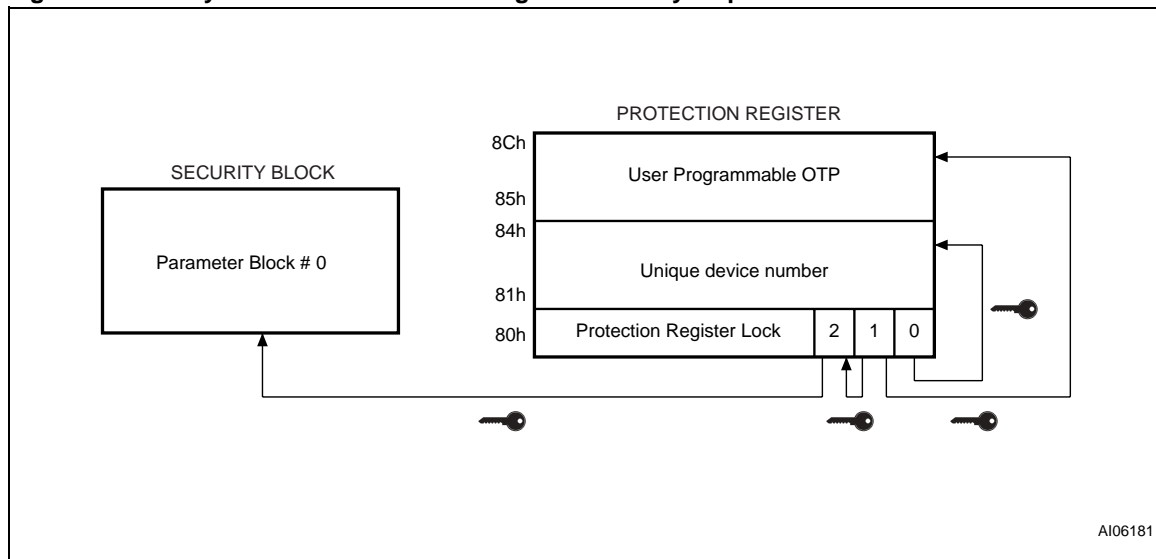 PROTECTION REGISTER
8Ch
User Programmable OTP
SECURITY BLOCK
85h
84h
Parameter Block # 0
Unique device number
81h
80h
Protection Register Lock 2 1 0
AI06181